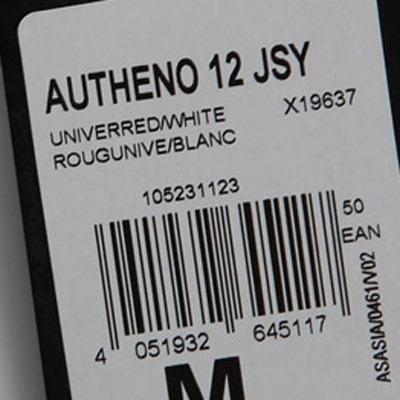 AUTHENO 12 JSY
UNIVERRED/WHITE X19637
ROUGUNIVE/BLANC
105231123
50
EAN
4 051932 645117
ASASIA/0461/V02
M